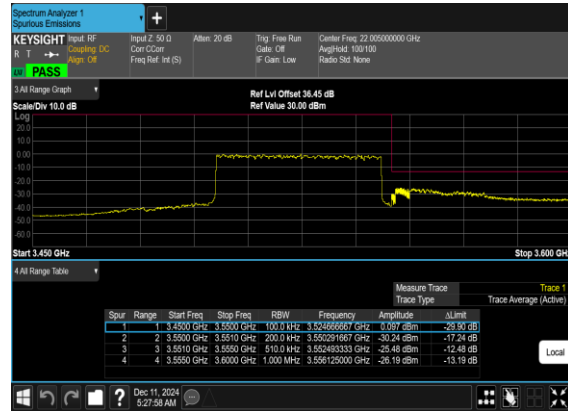 Spectrum Analyzer 1
Spurious Emissions
+
KEYSIGHT Input: RF Input Z: 50 Ω Atten: 20 dB Trig: Free Run Center Freq: 22.005000000 GHz
R T Coupling: DC Corr CCorr Gate: Off Avg|Hold: 100/100
Align: Off Freq Ref: Int (S) IF Gain: Low Radio Std: None
LW PASS
3 All Range Graph
Ref Lvl Offset 36.45 dB
Scale/Div 10.0 dB Ref Value 30.00 dBm
Log
20.0
10.0
0.00
-10.0
-20.0
-30.0
-40.0
-50.0
-60.0
Start 3.450 GHz Stop 3.600 GHz
4 All Range Table
Measure Trace Trace 1
Trace Type Trace Average (Active)
Spur Range Start Freq Stop Freq RBW Frequency Amplitude ΔLimit
1 1 3.4500 GHz 3.5500 GHz 100.0 kHz 3.524666667 GHz 0.097 dBm -29.90 dB
2 2 3.5500 GHz 3.5510 GHz 200.0 kHz 3.550291667 GHz -30.24 dBm -17.24 dB
3 3 3.5510 GHz 3.5550 GHz 510.0 kHz 3.552493333 GHz -25.48 dBm -12.48 dB
4 4 3.5550 GHz 3.6000 GHz 1.000 MHz 3.556125000 GHz -26.19 dBm -13.19 dB
Local
? Dec 11, 2024
5:27:58 AM